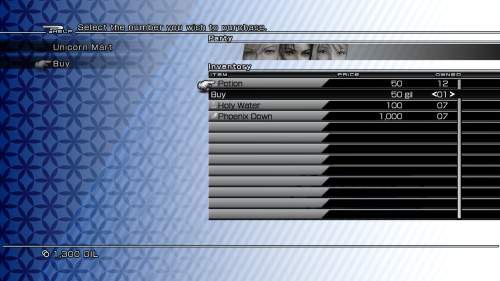 HELP Select the number you wish to purchase.
Party
Unicorn Mart
Buy
Inventory
ITEM PRICE OWNED
Potion 50 12
Buy 50 gil <01>
Holy Water 100 07
Phoenix Down 1,000 07
1,300 GIL